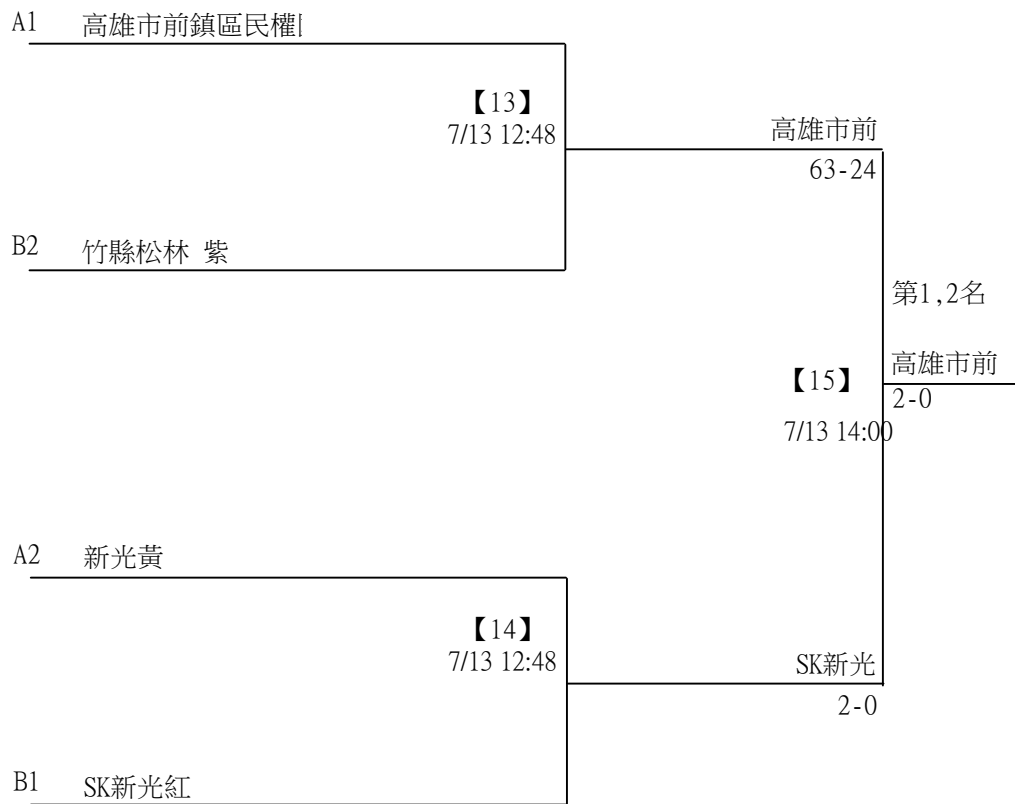 A1 高雄市前鎮區民權
【13】
7/13 12:48
高雄市前
63-24
B2 竹縣松林 紫
第1,2名
高雄市前
【15】
2-0
7/13 14:00
A2 新光黃
【14】
7/13 12:48
SK新光
2-0
B1 SK新光紅